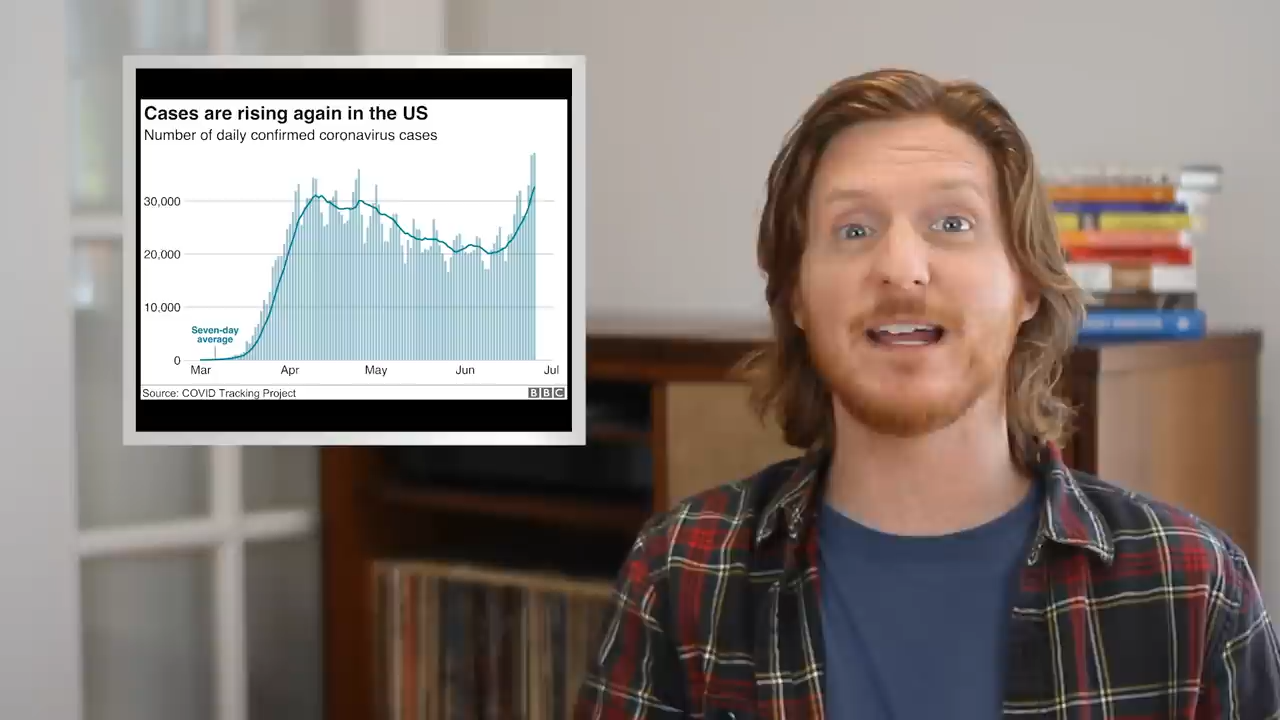 Cases are rising again in the US
Number of daily confirmed coronavirus cases
30,000
20,000
10,000
Seven-day
average
0
Mar Apr May Jun Jul
Source: COVID Tracking Project BBC